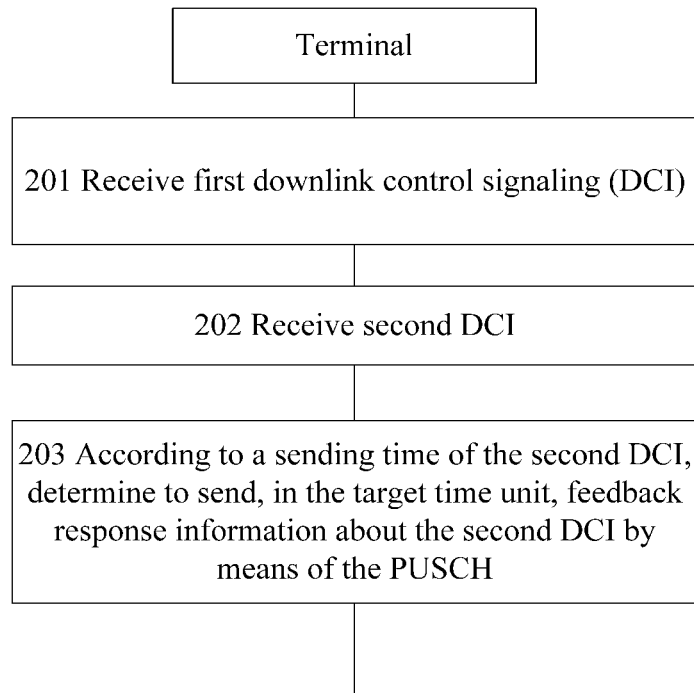 Terminal
201 Receive first downlink control signaling (DCI)
202 Receive second DCI
203 According to a sending time of the second DCI,
determine to send, in the target time unit, feedback
response information about the second DCI by
means of the PUSCH